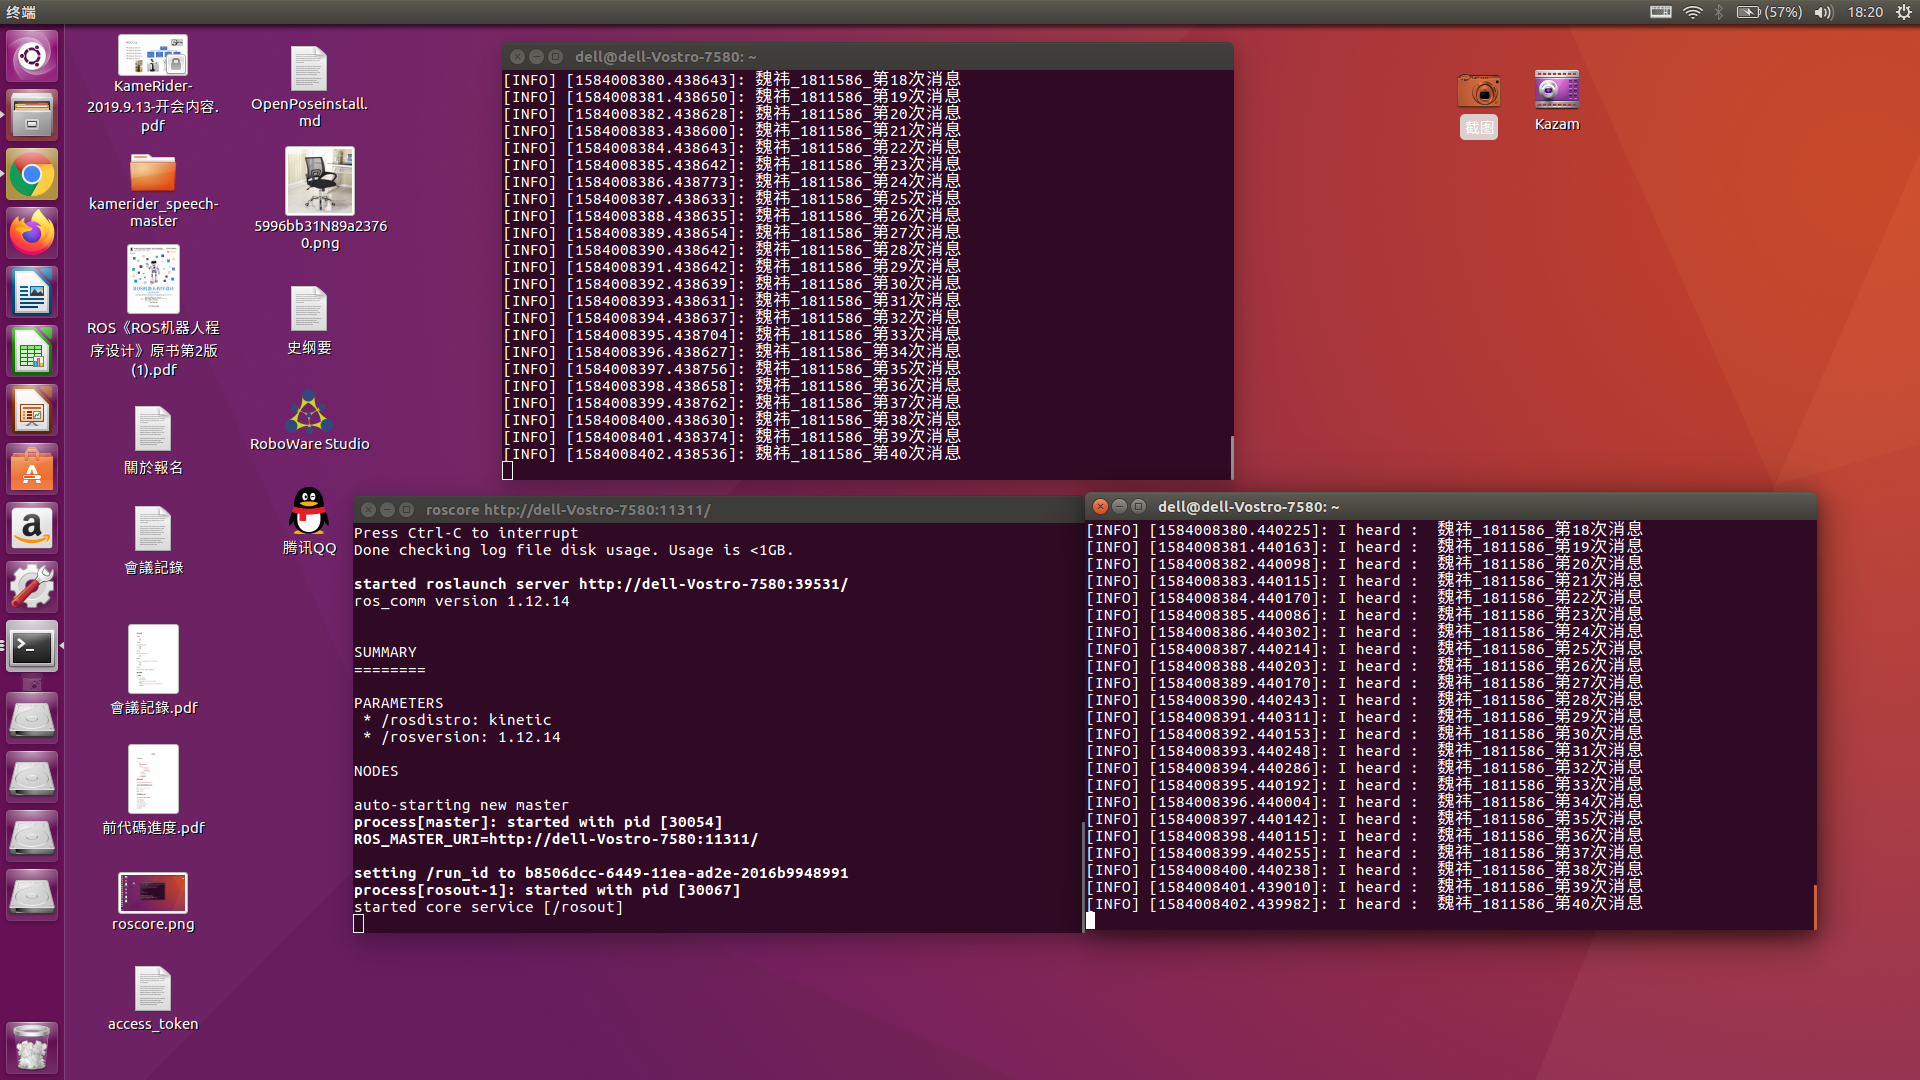 终端
(57%)
18:20
KameRider-
2019.9.13-开会内容.
pdf
OpenPoseinstall.
md
kamerider_speech-
master
5996bb31N89a2376
0.png
ROS《ROS机器人程
序设计》原书第2版
(1).pdf
史纲要
關於報名
RoboWare Studio
會議記錄
腾讯QQ
會議記錄.pdf
前代碼進度.pdf
roscore.png
access_token
截图
Kazam
dell@dell-Vostro-7580: ~
[INFO] [1584008380.438643]: 魏祎_1811586_第18次消息
[INFO] [1584008381.438650]: 魏祎_1811586_第19次消息
[INFO] [1584008382.438628]: 魏祎_1811586_第20次消息
[INFO] [1584008383.438600]: 魏祎_1811586_第21次消息
[INFO] [1584008384.438643]: 魏祎_1811586_第22次消息
[INFO] [1584008385.438642]: 魏祎_1811586_第23次消息
[INFO] [1584008386.438773]: 魏祎_1811586_第24次消息
[INFO] [1584008387.438633]: 魏祎_1811586_第25次消息
[INFO] [1584008388.438635]: 魏祎_1811586_第26次消息
[INFO] [1584008389.438654]: 魏祎_1811586_第27次消息
[INFO] [1584008390.438642]: 魏祎_1811586_第28次消息
[INFO] [1584008391.438642]: 魏祎_1811586_第29次消息
[INFO] [1584008392.438639]: 魏祎_1811586_第30次消息
[INFO] [1584008393.438631]: 魏祎_1811586_第31次消息
[INFO] [1584008394.438637]: 魏祎_1811586_第32次消息
[INFO] [1584008395.438704]: 魏祎_1811586_第33次消息
[INFO] [1584008396.438627]: 魏祎_1811586_第34次消息
[INFO] [1584008397.438756]: 魏祎_1811586_第35次消息
[INFO] [1584008398.438658]: 魏祎_1811586_第36次消息
[INFO] [1584008399.438762]: 魏祎_1811586_第37次消息
[INFO] [1584008400.438630]: 魏祎_1811586_第38次消息
[INFO] [1584008401.438374]: 魏祎_1811586_第39次消息
[INFO] [1584008402.438536]: 魏祎_1811586_第40次消息
roscore http://dell-Vostro-7580:11311/
Press Ctrl-C to interrupt
Done checking log file disk usage. Usage is <1GB.
started roslaunch server http://dell-Vostro-7580:39531/
ros_comm version 1.12.14
SUMMARY
========
PARAMETERS
* /rosdistro: kinetic
* /rosversion: 1.12.14
NODES
auto-starting new master
process[master]: started with pid [30054]
ROS_MASTER_URI=http://dell-Vostro-7580:11311/
setting /run_id to b8506dcc-6449-11ea-ad2e-2016b9948991
process[rosout-1]: started with pid [30067]
started core service [/rosout]
dell@dell-Vostro-7580: ~
[INFO] [1584008380.440225]: I heard : 魏祎_1811586_第18次消息
[INFO] [1584008381.440163]: I heard : 魏祎_1811586_第19次消息
[INFO] [1584008382.440098]: I heard : 魏祎_1811586_第20次消息
[INFO] [1584008383.440115]: I heard : 魏祎_1811586_第21次消息
[INFO] [1584008384.440170]: I heard : 魏祎_1811586_第22次消息
[INFO] [1584008385.440086]: I heard : 魏祎_1811586_第23次消息
[INFO] [1584008386.440302]: I heard : 魏祎_1811586_第24次消息
[INFO] [1584008387.440214]: I heard : 魏祎_1811586_第25次消息
[INFO] [1584008388.440203]: I heard : 魏祎_1811586_第26次消息
[INFO] [1584008389.440170]: I heard : 魏祎_1811586_第27次消息
[INFO] [1584008390.440243]: I heard : 魏祎_1811586_第28次消息
[INFO] [1584008391.440311]: I heard : 魏祎_1811586_第29次消息
[INFO] [1584008392.440153]: I heard : 魏祎_1811586_第30次消息
[INFO] [1584008393.440248]: I heard : 魏祎_1811586_第31次消息
[INFO] [1584008394.440286]: I heard : 魏祎_1811586_第32次消息
[INFO] [1584008395.440192]: I heard : 魏祎_1811586_第33次消息
[INFO] [1584008396.440004]: I heard : 魏祎_1811586_第34次消息
[INFO] [1584008397.440142]: I heard : 魏祎_1811586_第35次消息
[INFO] [1584008398.440115]: I heard : 魏祎_1811586_第36次消息
[INFO] [1584008399.440255]: I heard : 魏祎_1811586_第37次消息
[INFO] [1584008400.440238]: I heard : 魏祎_1811586_第38次消息
[INFO] [1584008401.439010]: I heard : 魏祎_1811586_第39次消息
[INFO] [1584008402.439982]: I heard : 魏祎_1811586_第40次消息